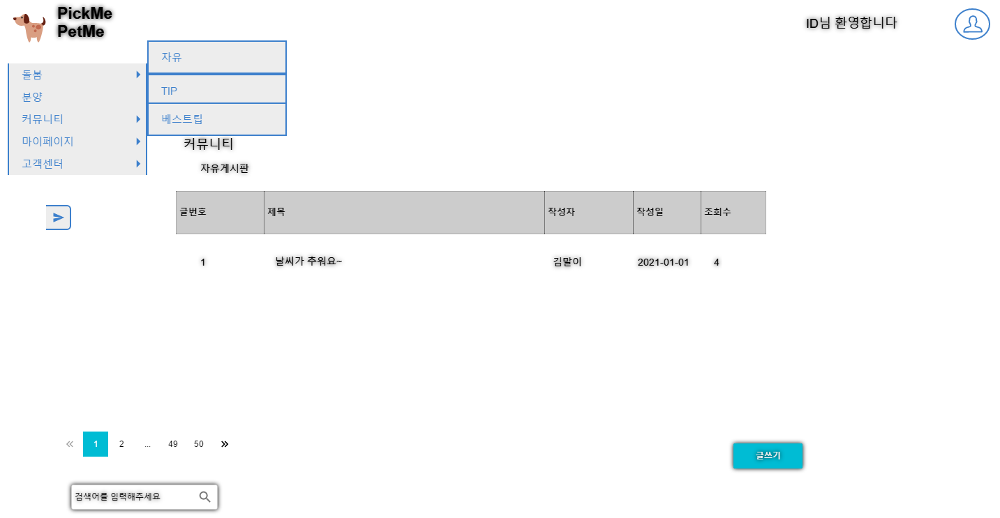 PickMe
PetMe
ID님 환영합니다
자유
TIP
베스트팁
돌봄
분양
커뮤니티
마이페이지
고객센터
커뮤니티
자유게시판
글번호 제목 작성자 작성일 조회수
1 날씨가 추워요~ 김말이 2021-01-01 4
« 1 2 ... 49 50 »
글쓰기
검색어를 입력해주세요